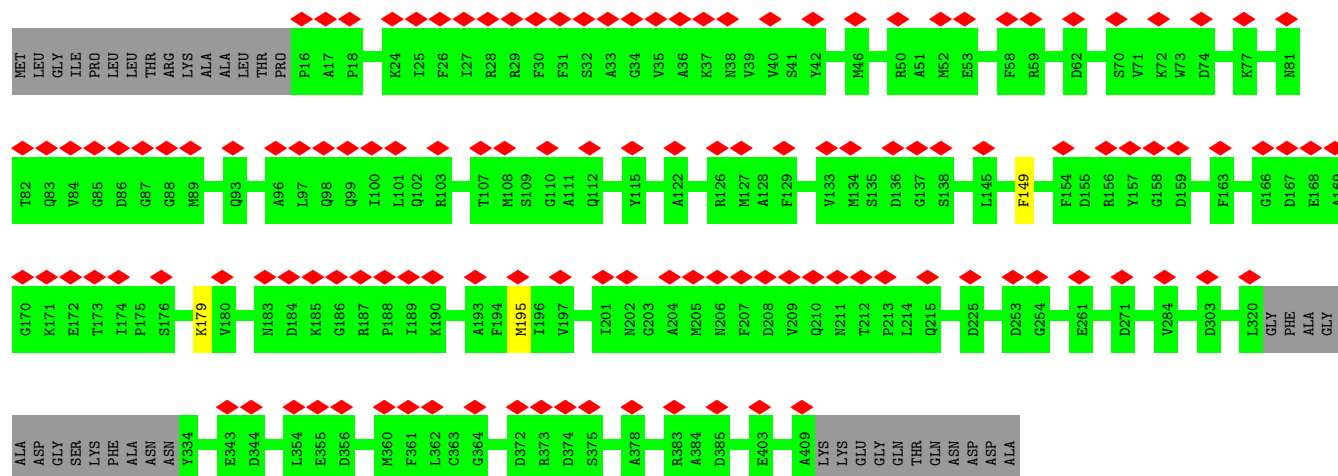 MET LEU GLY ILE PRO LEU LEU THR ARG LYS ALA ALA LEU THR PRO P16 A17 P18 K24 I25 F26 I27 R28 R29 F30 F31 S32 A33 G34 V35 A36 K37 N38 V39 V40 S41 Y42 M46 R50 A51 M52 E53 F58 R59 D62 S70 V71 K72 W73 D74 K77 N81
T82 Q83 V84 G85 D86 G87 G88 M89 Q93 A96 L97 Q98 Q99 I100 L101 Q102 R103 T107 M108 S109 G110 A111 Q112 Y115 A122 R126 M127 A128 F129 V133 M134 S135 D136 G137 S138 L145 F149 F154 D155 R156 Y157 G158 D159 F163 G166 D167 E168 A169
G170 K171 E172 T173 I174 P175 S176 K179 V180 N183 D184 K185 G186 R187 P188 I189 K190 A193 F194 M195 I196 V197 I201 N202 G203 A204 M205 N206 F207 D208 V209 Q210 N211 T212 P213 L214 Q215 D225 D253 G254 E261 D271 V284 D303 L320 GLY PHE ALA GLY
ALA ASP GLY SER LYS PHE ALA ASN ASN Y334 E343 D344 L354 E355 D356 M360 F361 L362 C363 G364 D372 R373 D374 S375 A378 R383 A384 D385 E403 A409 LYS LYS GLU GLY GLN THR GLN ASN ASP ASP ALA